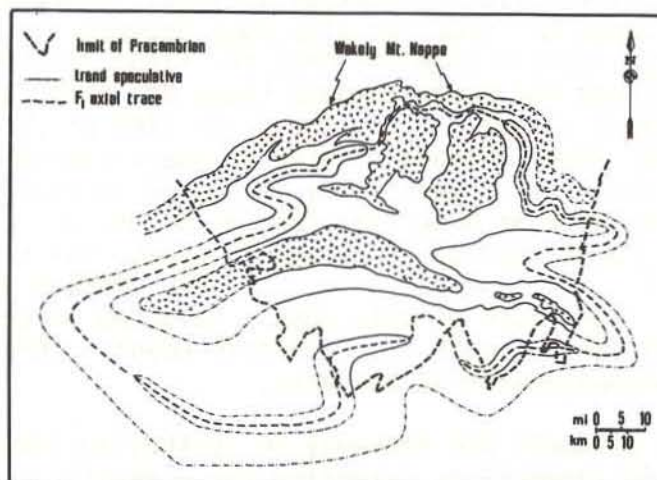 limit of Precambrian
trend speculative
F₁ axial trace
Wakely Mt. Nappe
N
mi 0 5 10
km 0 5 10